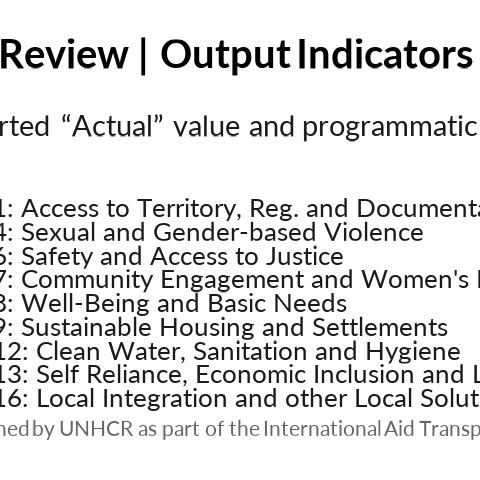 Review | Output Indicators
rted “Actual” value and programmatic
1: Access to Territory, Reg. and Documenta
4: Sexual and Gender-based Violence
6: Safety and Access to Justice
7: Community Engagement and Women's
8: Well-Being and Basic Needs
9: Sustainable Housing and Settlements
12: Clean Water, Sanitation and Hygiene
13: Self Reliance, Economic Inclusion and L
16: Local Integration and other Local Solut
ned by UNHCR as part of the International Aid Transp